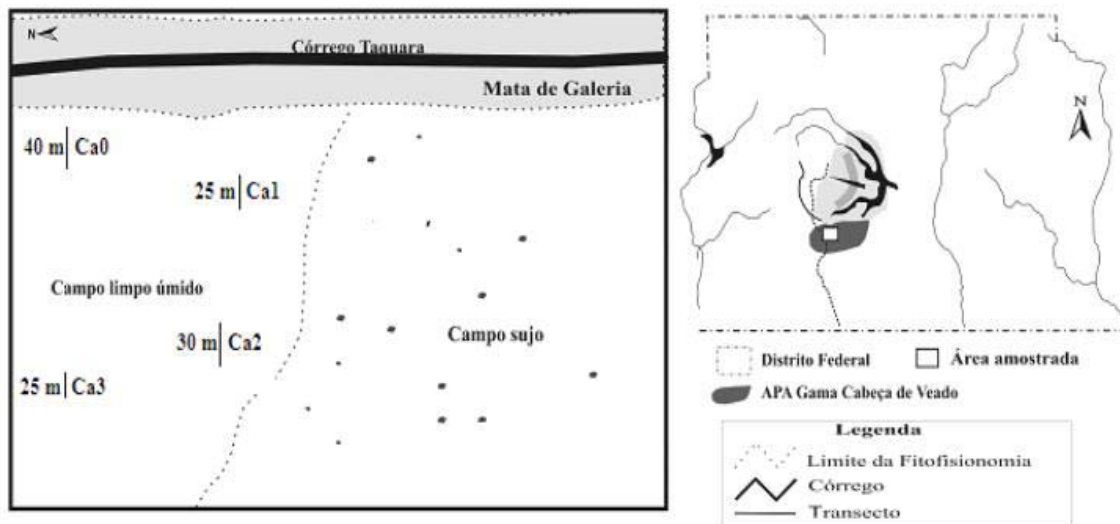 N
Córrego Taquara
Mata de Galeria
40 m Ca0
25 m Ca1
Campo limpo úmido
30 m Ca2
Campo sujo
25 m Ca3
N
Distrito Federal
Área amostrada
APA Gama Cabeça de Veado
Legenda
Limite da Fitofisionomia
Córrego
Transecto